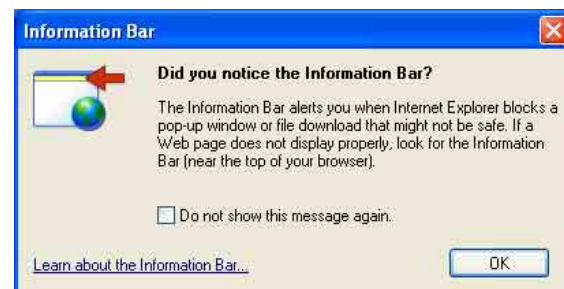 Information Bar
Did you notice the Information Bar?
The Information Bar alerts you when Internet Explorer blocks a
pop-up window or file download that might not be safe. If a
Web page does not display properly, look for the Information
Bar (near the top of your browser).
Do not show this message again.
Learn about the Information Bar...
OK